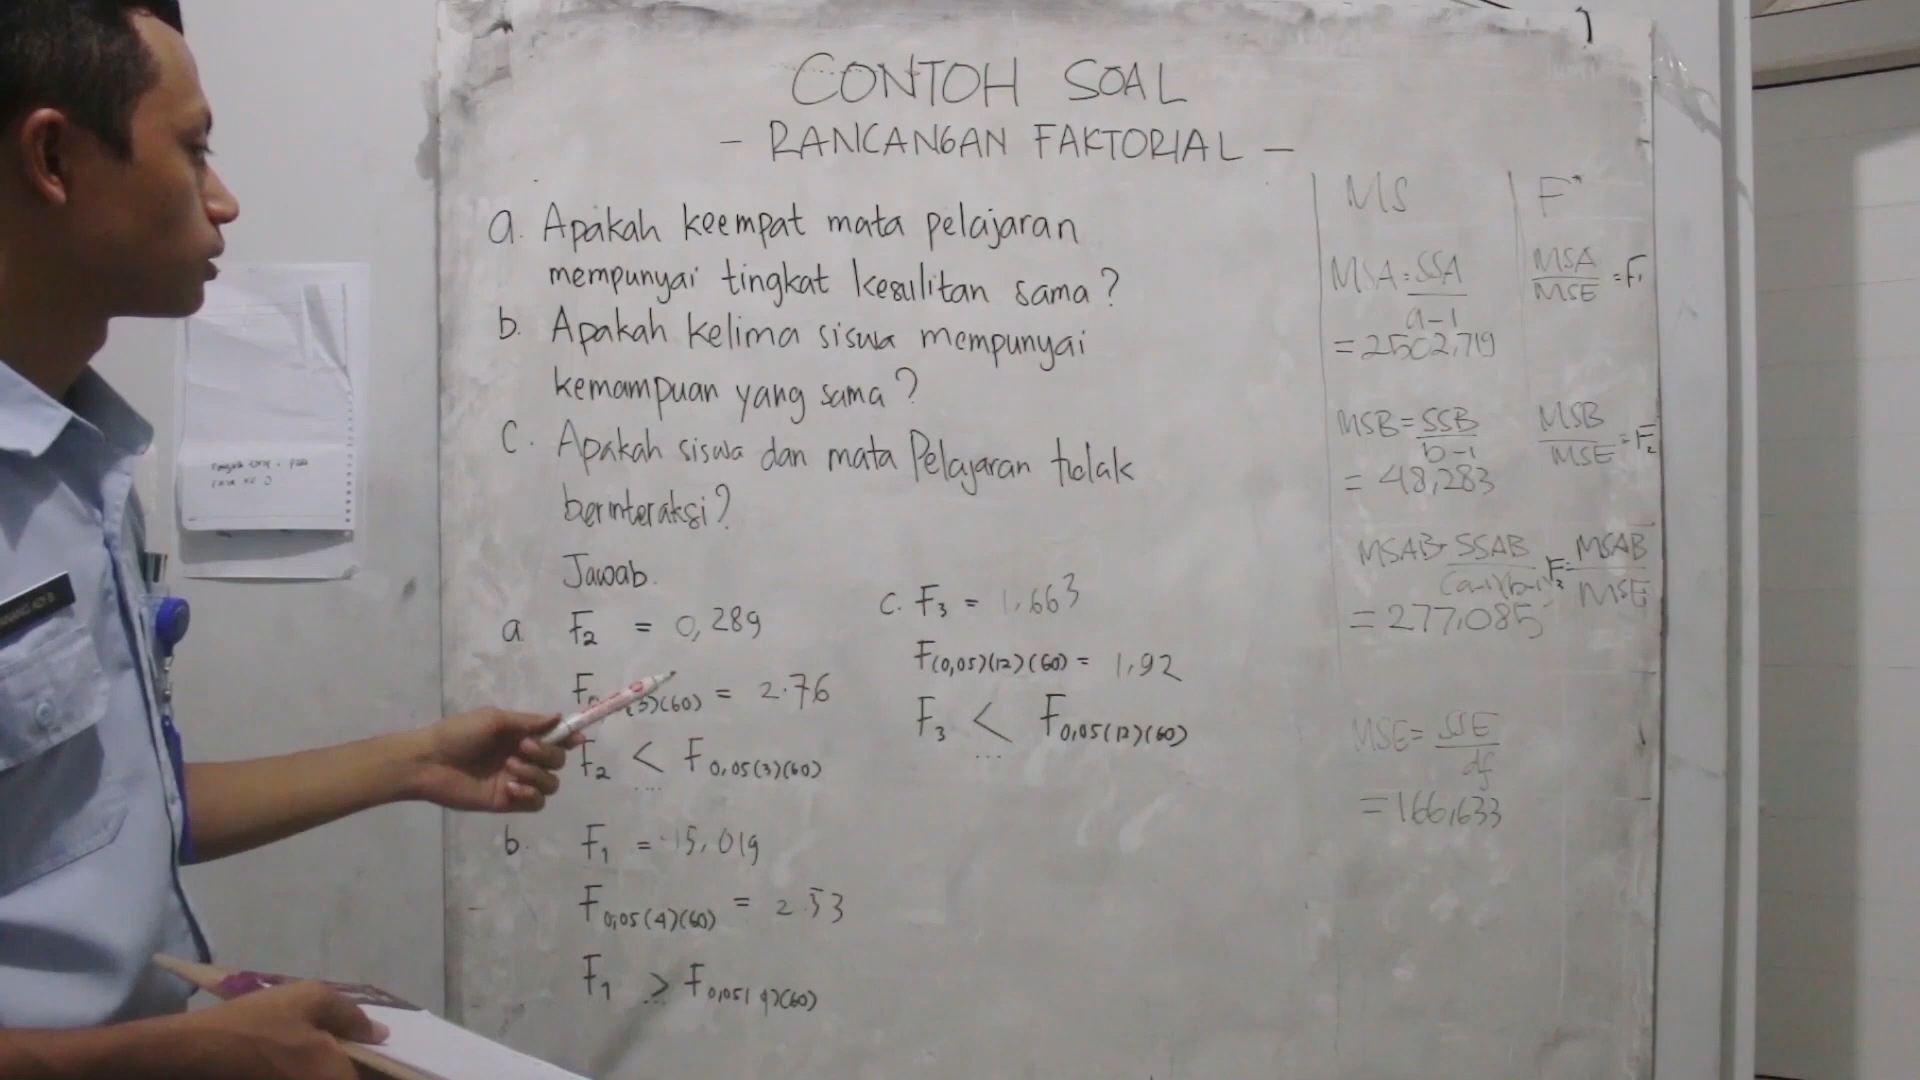 CONTOH SOAL
- RANCANGAN FAKTORIAL -
a. Apakah keempat mata pelajaran
mempunyai tingkat kesulitan sama?
b. Apakah kelima siswa mempunyai
kemampuan yang sama?
C. Apakah siswa dan mata Pelajaran tidak
berinteraksi?
Jawab.
a F₂ = 0,289
(3)(60) = 2.76
F₂ < F0,05(3)(60)
....
b. F₁ = 15,019
F0,05(4)(60) = 2.53
F₁ > F0,05(4)(60)
...
c. F₃ = 1,663
F(0,05)(12)(60) = 1,92
F₃ < F0,05(12)(60)
...
MS F*
MSA = SSA/a-1 MSA/MSE = F₁
= 2502,719
MSB = SSB/b-1 MSB/MSE = F₂
= 48,283
MSAB = SSAB/(a-1)(b-1) F₃ = MSAB/MSE
= 277,085
MSE = SSE/df
= 166,633